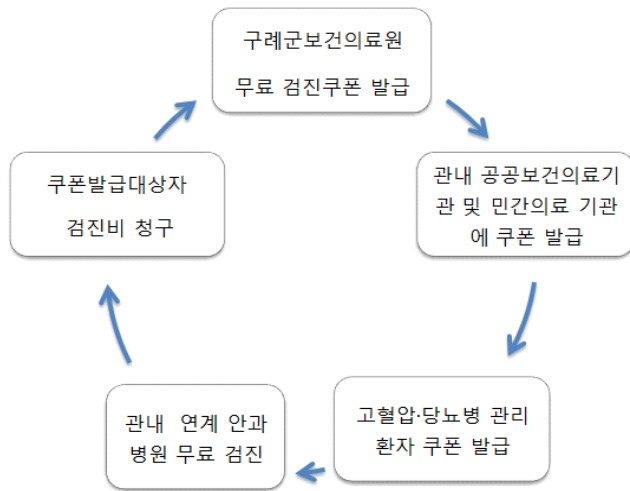 구례군보건의료원
무료 검진쿠폰 발급
관내 공공보건의료기
관 및 민간의료 기관
에 쿠폰 발급
고혈압·당뇨병 관리
환자 쿠폰 발급
관내 연계 안과
병원 무료 검진
쿠폰발급대상자
검진비 청구